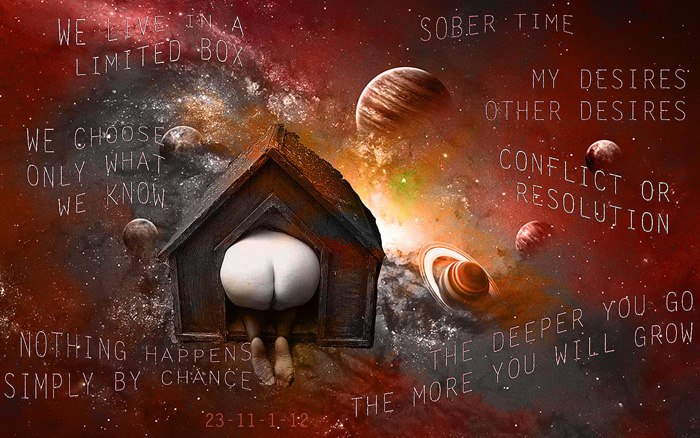 WE LIVE IN A
LIMITED BOX
SOBER TIME
MY DESIRES
OTHER DESIRES
WE CHOOSE
ONLY WHAT
WE KNOW
CONFLICT OR
RESOLUTION
NOTHING HAPPENS
SIMPLY BY CHANCE
THE DEEPER YOU GO
THE MORE YOU WILL GROW
23-11-1-12